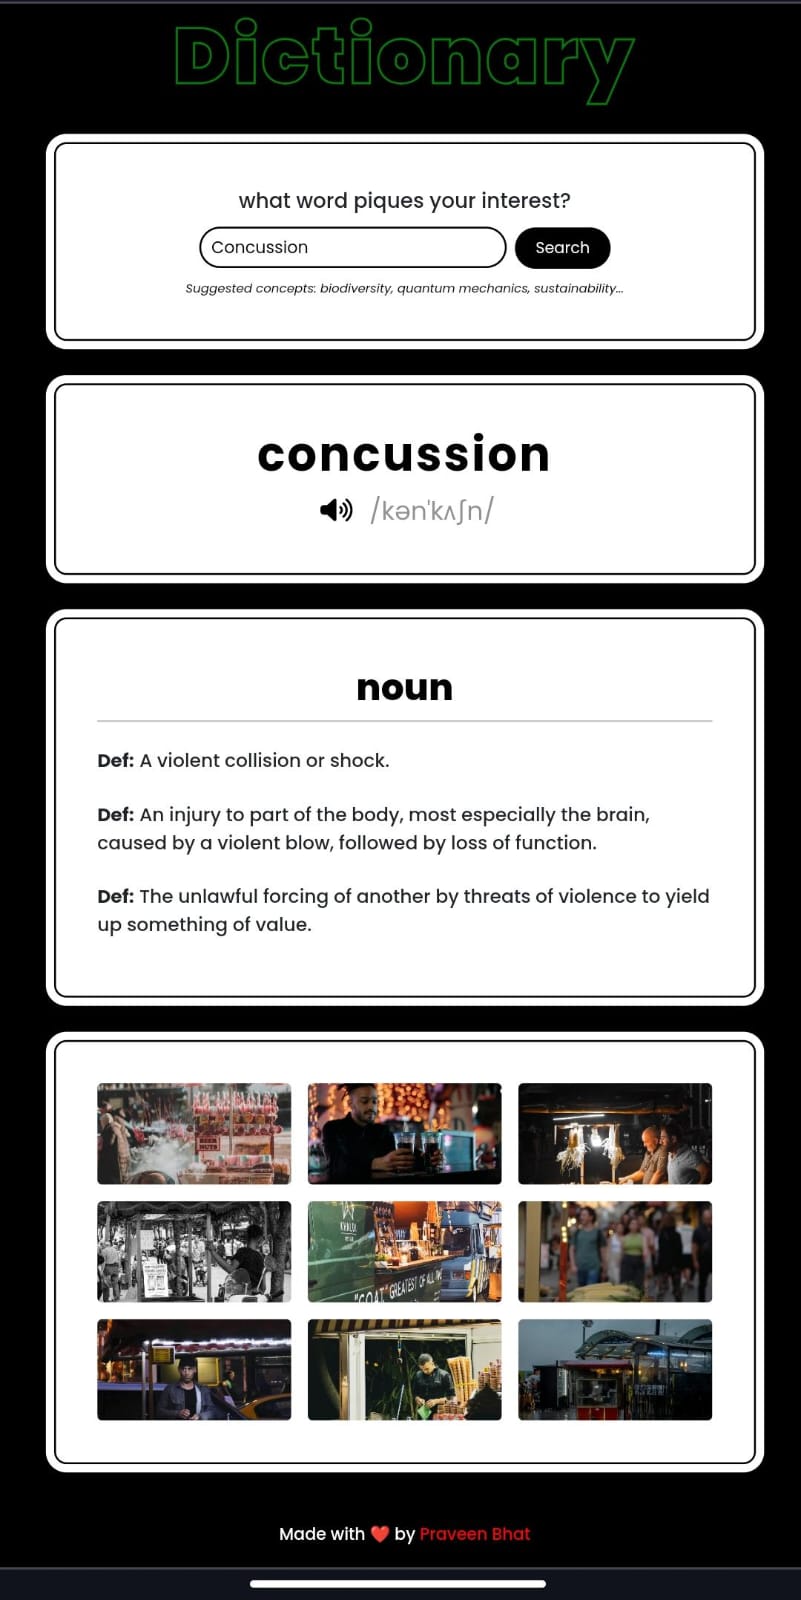 Dictionary
what word piques your interest?
Concussion
Search
Suggested concepts: biodiversity, quantum mechanics, sustainability...
concussion
/kənˈkʌʃn/
noun
Def: A violent collision or shock.
Def: An injury to part of the body, most especially the brain,
caused by a violent blow, followed by loss of function.
Def: The unlawful forcing of another by threats of violence to yield
up something of value.
BEER
NUTS
"GOAT" GREATEST OF ALL
Made with ❤️ by Praveen Bhat